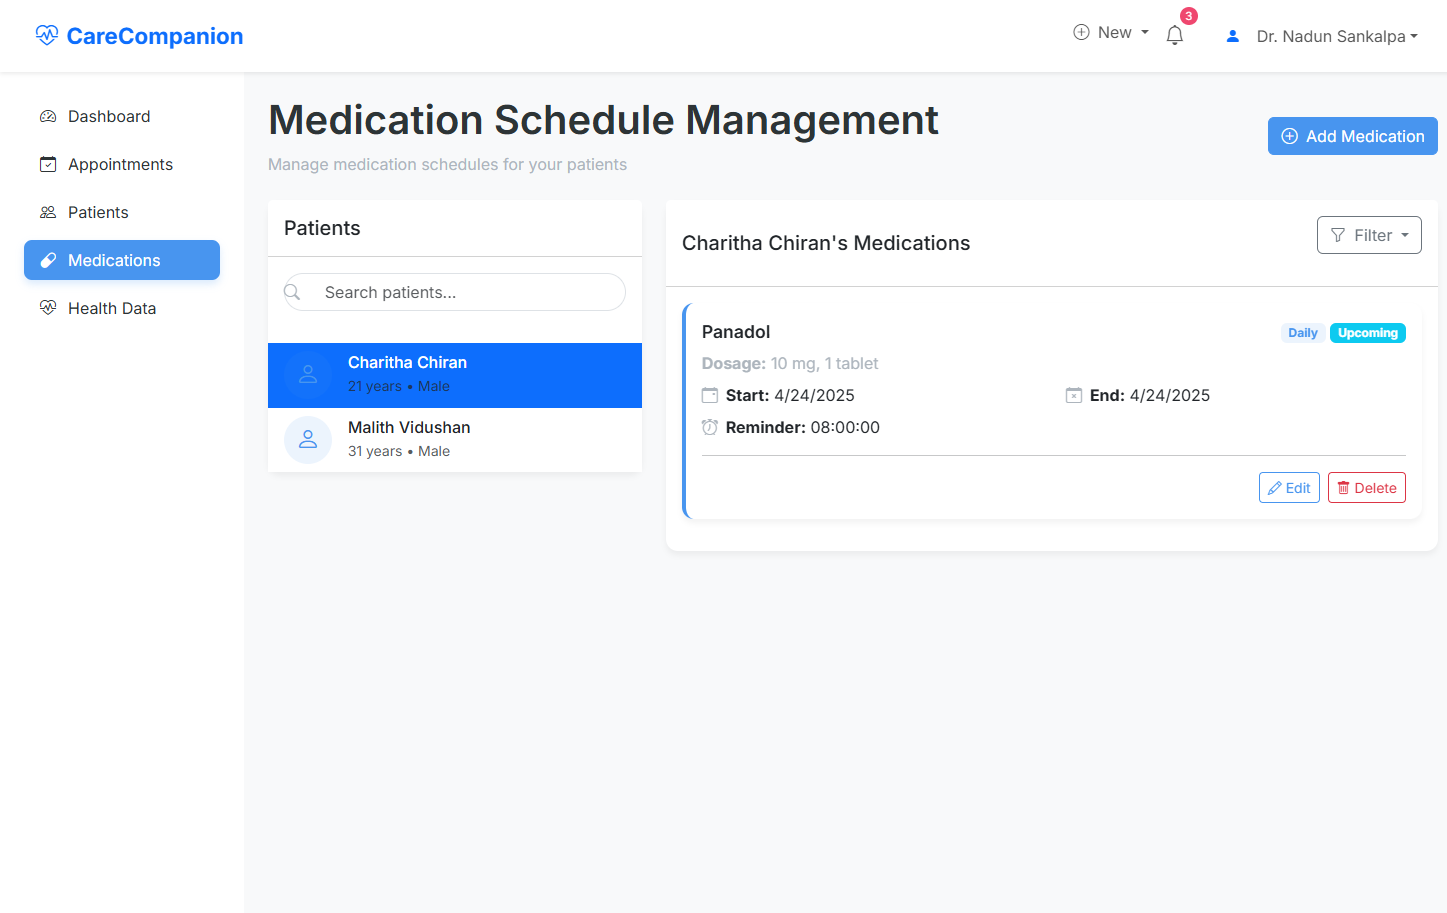 CareCompanion
New
3
Dr. Nadun Sankalpa
Dashboard
Appointments
Patients
Medications
Health Data
Medication Schedule Management
Manage medication schedules for your patients
Add Medication
Patients
Search patients...
Charitha Chiran
21 years • Male
Malith Vidushan
31 years • Male
Charitha Chiran's Medications
Filter
Panadol
Daily Upcoming
Dosage: 10 mg, 1 tablet
Start: 4/24/2025
End: 4/24/2025
Reminder: 08:00:00
Edit
Delete